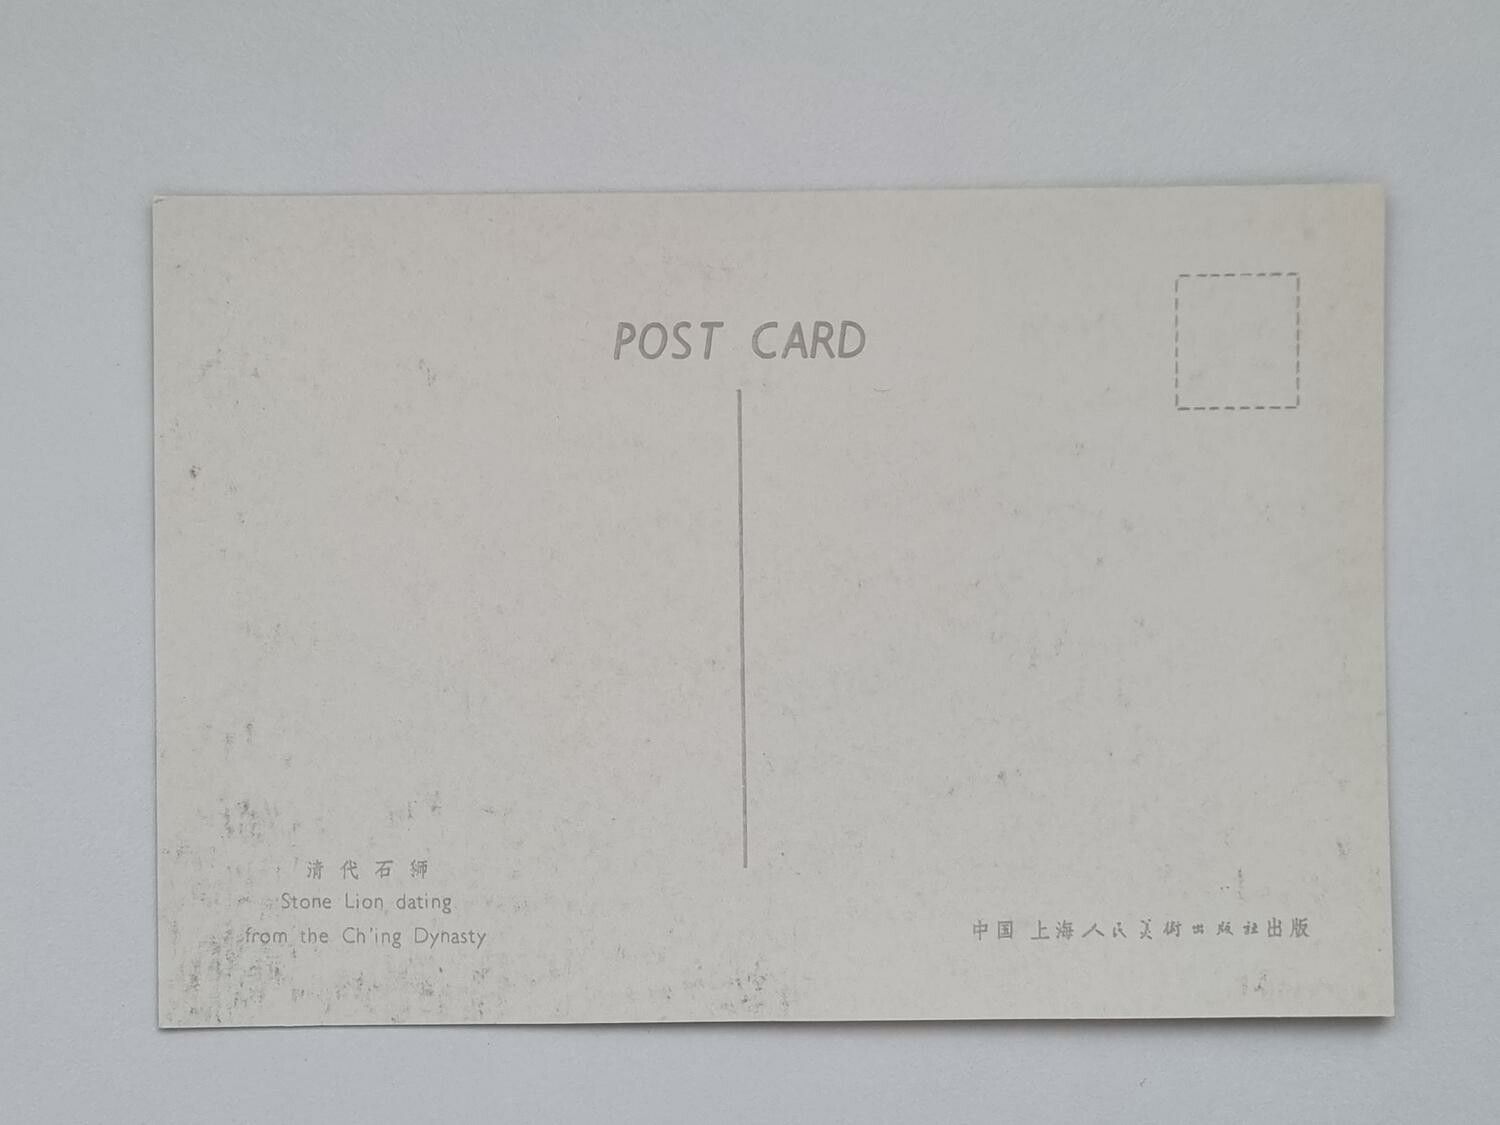 POST CARD
清代石狮
Stone Lion dating
from the Ch'ing Dynasty
中国 上海人民美術出版社出版